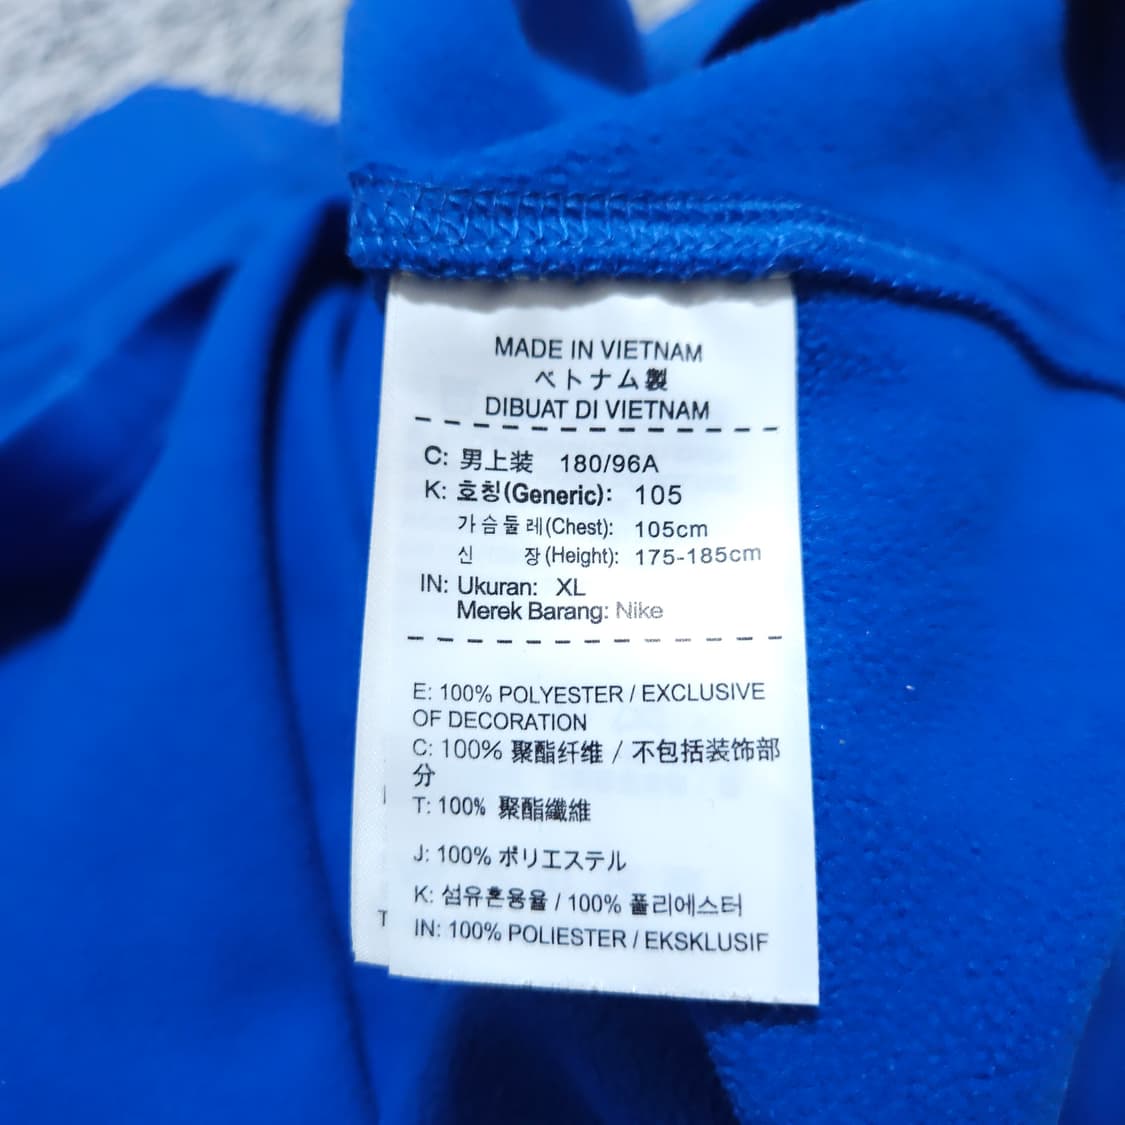 MADE IN VIETNAM
ベトナム製
DIBUAT DI VIETNAM
C: 男上装 180/96A
K: 호칭(Generic): 105
가슴둘레(Chest): 105cm
신 장(Height): 175-185cm
IN: Ukuran: XL
Merek Barang: Nike
E: 100% POLYESTER / EXCLUSIVE
OF DECORATION
C: 100% 聚酯纤维 / 不包括装饰部
分
T: 100% 聚酯纖維
J: 100% ポリエステル
K: 섬유혼용율 / 100% 폴리에스터
IN: 100% POLIESTER / EKSKLUSIF
T